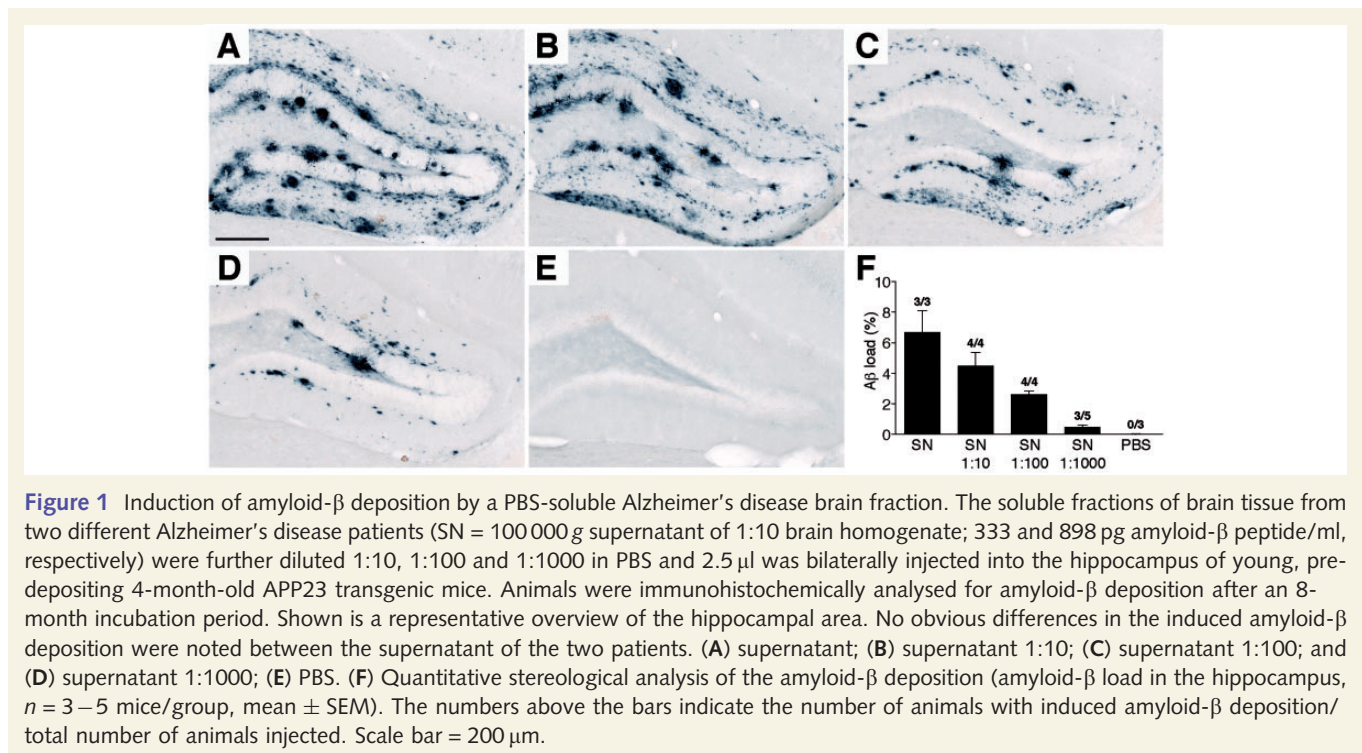 A
B
C
D
E
F
10
8
6
4
2
0
Aβ load (%)
3/3
4/4
4/4
3/5
0/3
SN
SN
1:10
SN
1:100
SN
1:1000
PBS
Figure 1 Induction of amyloid-β deposition by a PBS-soluble Alzheimer's disease brain fraction. The soluble fractions of brain tissue from
two different Alzheimer's disease patients (SN = 100 000 g supernatant of 1:10 brain homogenate; 333 and 898 pg amyloid-β peptide/ml,
respectively) were further diluted 1:10, 1:100 and 1:1000 in PBS and 2.5 μl was bilaterally injected into the hippocampus of young, pre-
depositing 4-month-old APP23 transgenic mice. Animals were immunohistochemically analysed for amyloid-β deposition after an 8-
month incubation period. Shown is a representative overview of the hippocampal area. No obvious differences in the induced amyloid-β
deposition were noted between the supernatant of the two patients. (A) supernatant; (B) supernatant 1:10; (C) supernatant 1:100; and
(D) supernatant 1:1000; (E) PBS. (F) Quantitative stereological analysis of the amyloid-β deposition (amyloid-β load in the hippocampus,
n = 3–5 mice/group, mean ± SEM). The numbers above the bars indicate the number of animals with induced amyloid-β deposition/
total number of animals injected. Scale bar = 200 μm.